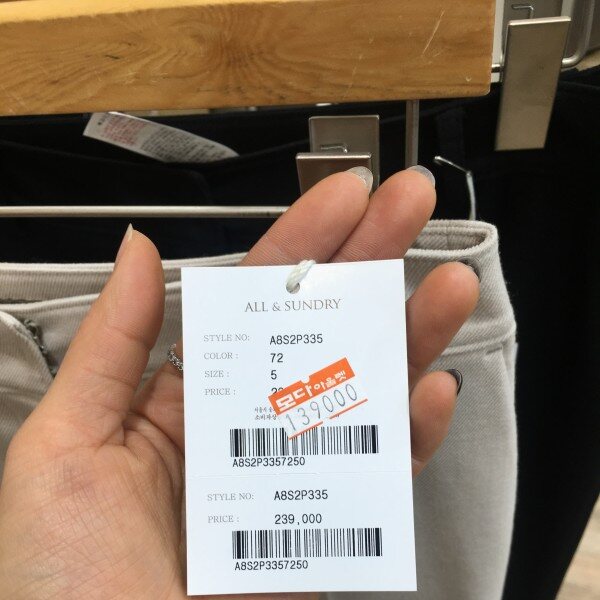 ALL & SUNDRY
STYLE NO: A8S2P335
COLOR : 72
SIZE : 5
PRICE :
모다아울렛
139000
A8S2P3357250
STYLE NO: A8S2P335
PRICE : 239,000
A8S2P3357250